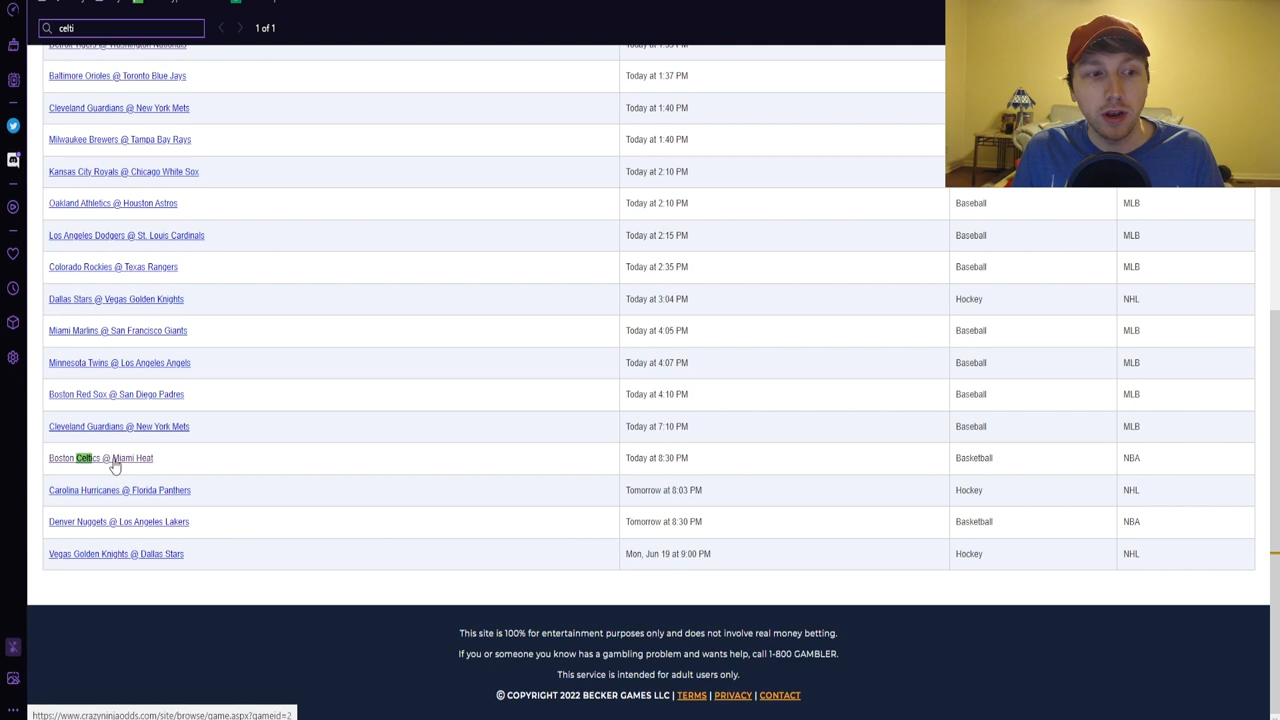 celti
1 of 1
Detroit Tigers @ Washington Nationals
Baltimore Orioles @ Toronto Blue Jays Today at 1:37 PM
Cleveland Guardians @ New York Mets Today at 1:40 PM
Milwaukee Brewers @ Tampa Bay Rays Today at 1:40 PM
Kansas City Royals @ Chicago White Sox Today at 2:10 PM
Oakland Athletics @ Houston Astros Today at 2:10 PM Baseball MLB
Los Angeles Dodgers @ St. Louis Cardinals Today at 2:15 PM Baseball MLB
Colorado Rockies @ Texas Rangers Today at 2:35 PM Baseball MLB
Dallas Stars @ Vegas Golden Knights Today at 3:04 PM Hockey NHL
Miami Marlins @ San Francisco Giants Today at 4:05 PM Baseball MLB
Minnesota Twins @ Los Angeles Angels Today at 4:07 PM Baseball MLB
Boston Red Sox @ San Diego Padres Today at 4:10 PM Baseball MLB
Cleveland Guardians @ New York Mets Today at 7:10 PM Baseball MLB
Boston Celtics @ Miami Heat Today at 8:30 PM Basketball NBA
Carolina Hurricanes @ Florida Panthers Tomorrow at 8:03 PM Hockey NHL
Denver Nuggets @ Los Angeles Lakers Tomorrow at 8:30 PM Basketball NBA
Vegas Golden Knights @ Dallas Stars Mon, Jun 19 at 9:00 PM Hockey NHL
This site is 100% for entertainment purposes only and does not involve real money betting.
If you or someone you know has a gambling problem and wants help, call 1-800 GAMBLER.
This service is intended for adult users only.
© COPYRIGHT 2022 BECKER GAMES LLC | TERMS | PRIVACY | CONTACT
https://www.crazyninjaodds.com/site/browse/game.aspx?gameid=2